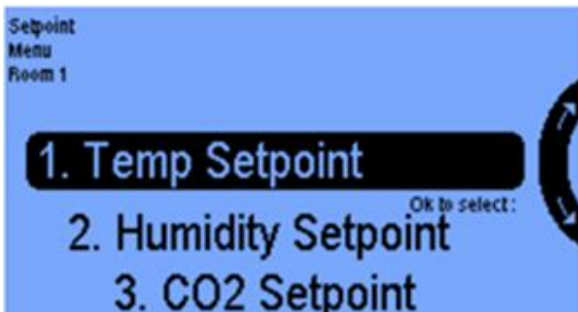 Setpoint
Menu
Room 1
1. Temp Setpoint
Ok to select:
2. Humidity Setpoint
3. CO2 Setpoint